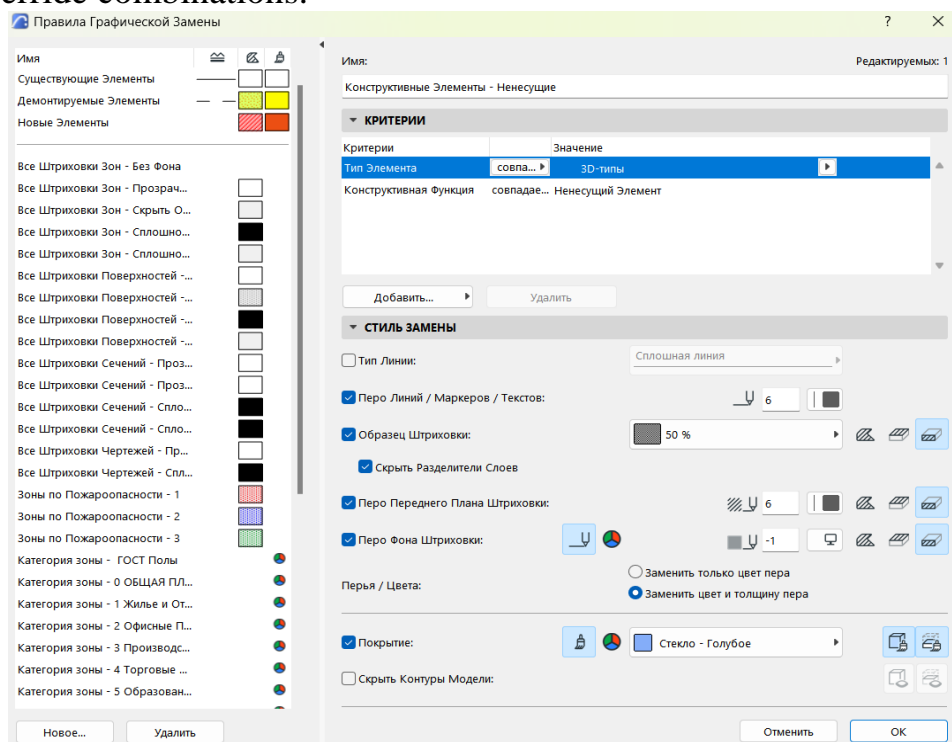 override combinations.
Правила Графической Замены ? ×
Имя
Существующие Элементы
Демонтируемые Элементы
Новые Элементы
Все Штриховки Зон - Без Фона
Все Штриховки Зон - Прозрач...
Все Штриховки Зон - Скрыть О...
Все Штриховки Зон - Сплошно...
Все Штриховки Зон - Сплошно...
Все Штриховки Поверхностей -...
Все Штриховки Поверхностей -...
Все Штриховки Поверхностей -...
Все Штриховки Поверхностей -...
Все Штриховки Сечений - Проз...
Все Штриховки Сечений - Проз...
Все Штриховки Сечений - Спло...
Все Штриховки Сечений - Спло...
Все Штриховки Чертежей - Пр...
Все Штриховки Чертежей - Спл...
Зоны по Пожароопасности - 1
Зоны по Пожароопасности - 2
Зоны по Пожароопасности - 3
Категория зоны - ГОСТ Полы
Категория зоны - 0 ОБЩАЯ ПЛ...
Категория зоны - 1 Жилье и От...
Категория зоны - 2 Офисные П...
Категория зоны - 3 Производс...
Категория зоны - 4 Торговые ...
Категория зоны - 5 Образован...
Новое... Удалить
Имя: Редактируемых: 1
Конструктивные Элементы - Ненесущие
КРИТЕРИИ
Критерии Значение
Тип Элемента совпа... 3D-типы
Конструктивная Функция совпадае... Ненесущий Элемент
Добавить... Удалить
СТИЛЬ ЗАМЕНЫ
Тип Линии: Сплошная линия
Перо Линий / Маркеров / Текстов: 6
Образец Штриховки: 50 %
Скрыть Разделители Слоев
Перо Переднего Плана Штриховки: 6
Перо Фона Штриховки: -1
Перья / Цвета: Заменить только цвет пера
Заменить цвет и толщину пера
Покрытие: Стекло - Голубое
Скрыть Контуры Модели:
Отменить OK